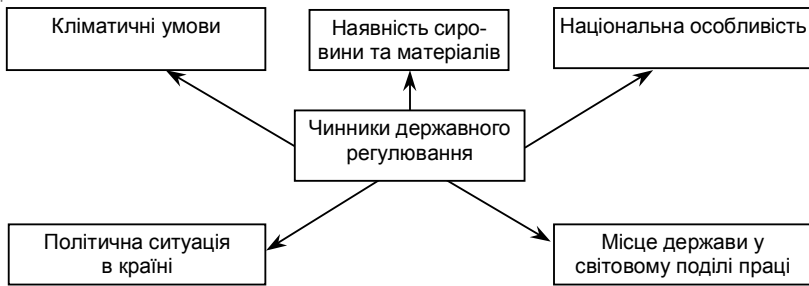 Кліматичні умови
Наявність сиро-
вини та матеріалів
Національна особливість
Чинники державного
регулювання
Політична ситуація
в країні
Місце держави у
світовому поділі праці